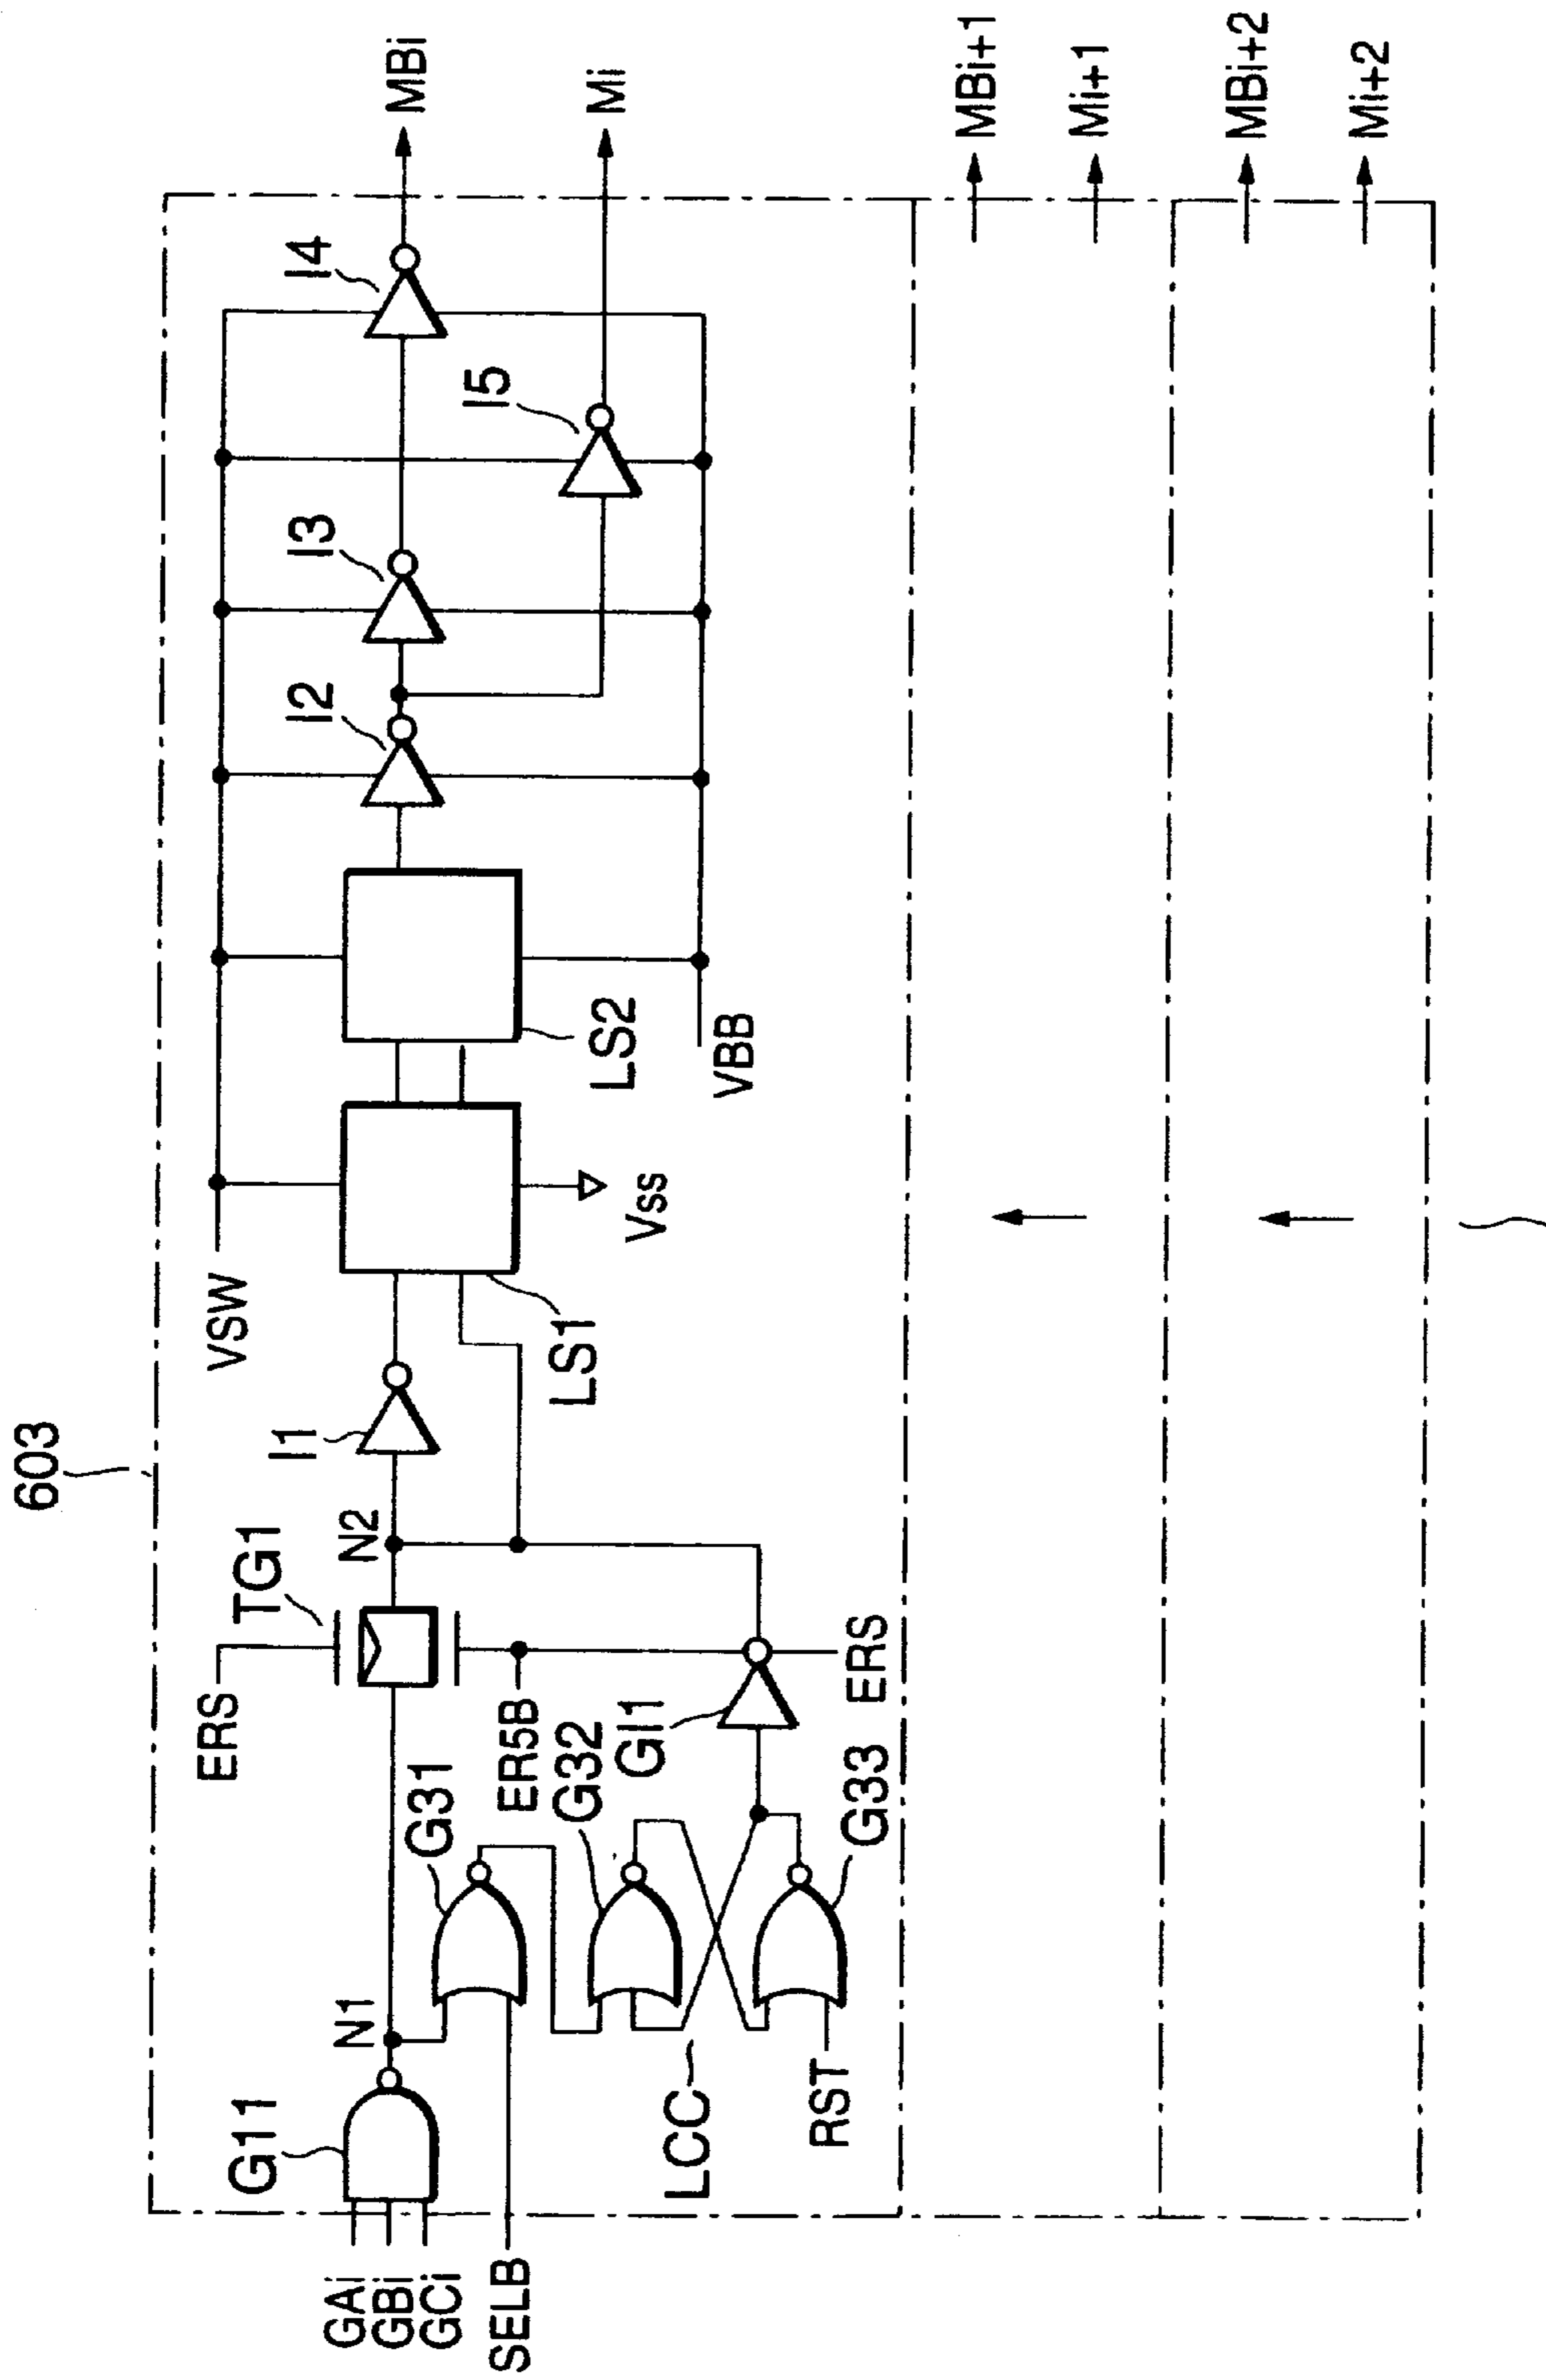 603
GAi
GBi
GCi
SELB
G11
N1
LCC
RST
G31
G32
G33
GI1
ERS
ER5B
ERS
TG1
N2
I1
LS1
VSW
Vss
LS2
VBB
I2
I3
I5
I4
MBi
Mi
MBi+1
Mi+1
MBi+2
Mi+2